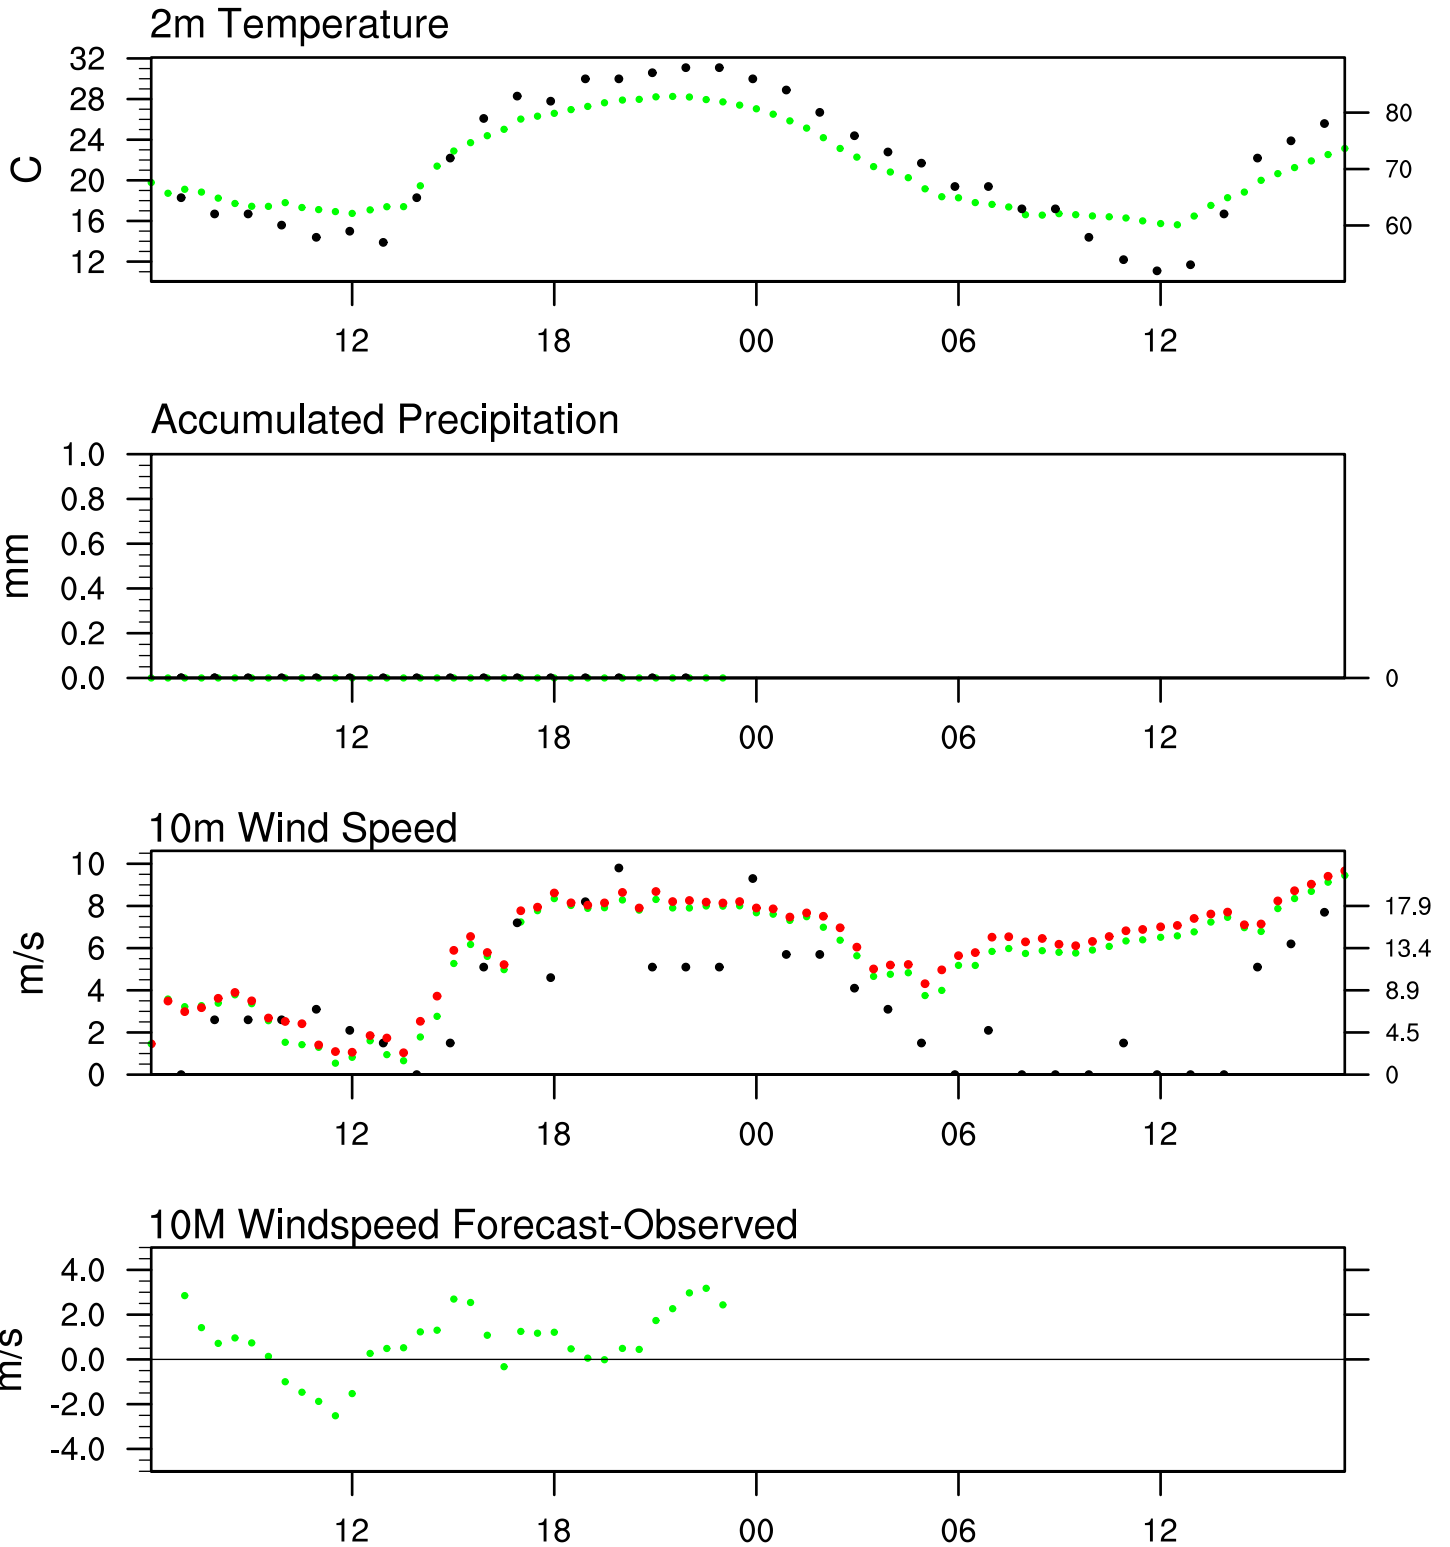 2m Temperature
32
28
24
20
16
12
C
80
70
60
12 18 00 06 12
Accumulated Precipitation
1.0
0.8
0.6
0.4
0.2
0.0
mm
0
12 18 00 06 12
10m Wind Speed
10
8
6
4
2
0
m/s
17.9
13.4
8.9
4.5
0
12 18 00 06 12
10M Windspeed Forecast-Observed
4.0
2.0
0.0
-2.0
-4.0
m/s
12 18 00 06 12